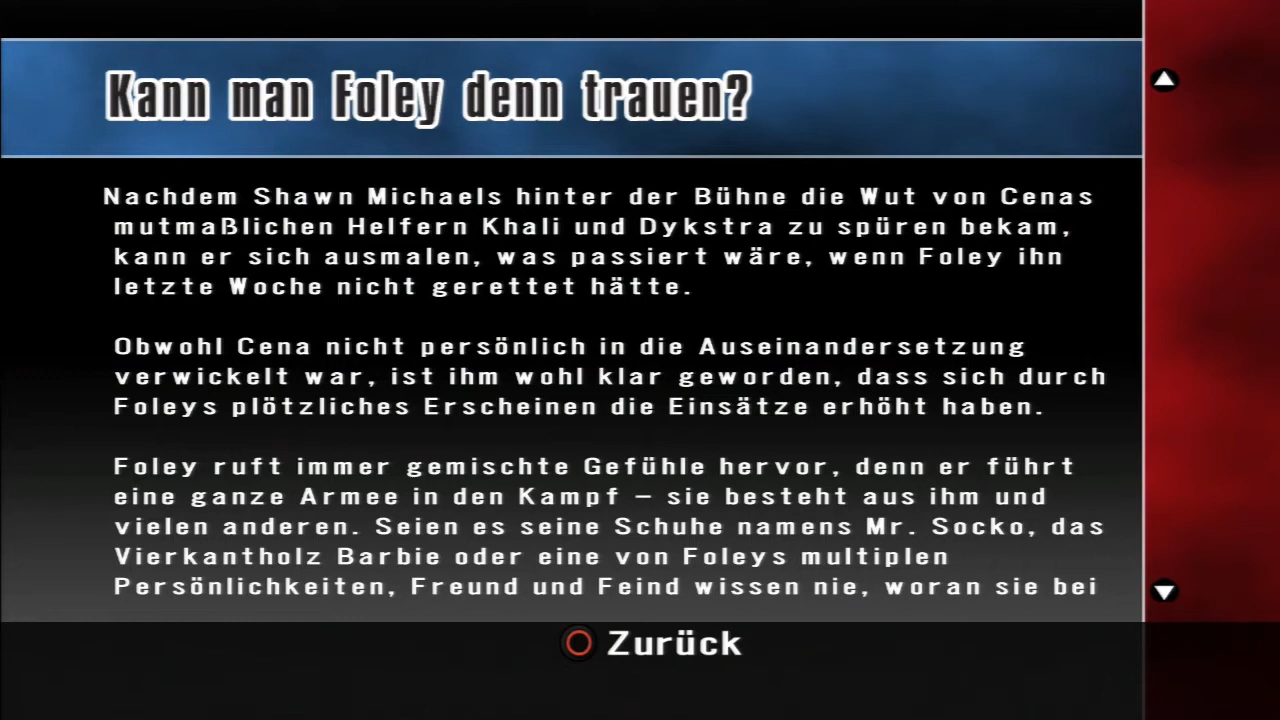 Kann man Foley denn trauen?
Nachdem Shawn Michaels hinter der Bühne die Wut von Cenas
mutmaßlichen Helfern Khali und Dykstra zu spüren bekam,
kann er sich ausmalen, was passiert wäre, wenn Foley ihn
letzte Woche nicht gerettet hätte.
Obwohl Cena nicht persönlich in die Auseinandersetzung
verwickelt war, ist ihm wohl klar geworden, dass sich durch
Foleys plötzliches Erscheinen die Einsätze erhöht haben.
Foley ruft immer gemischte Gefühle hervor, denn er führt
eine ganze Armee in den Kampf – sie besteht aus ihm und
vielen anderen. Seien es seine Schuhe namens Mr. Socko, das
Vierkantholz Barbie oder eine von Foleys multiplen
Persönlichkeiten, Freund und Feind wissen nie, woran sie bei
Zurück